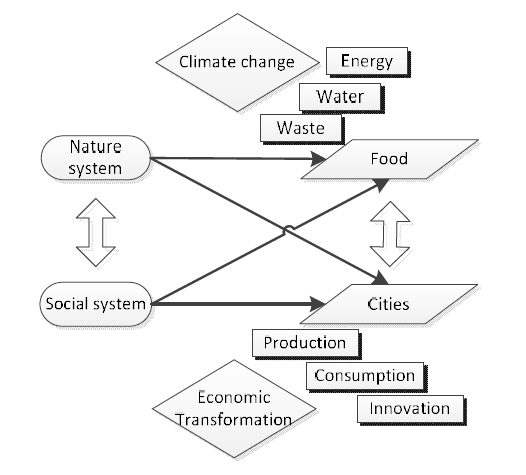 Climate change
Energy
Water
Waste
Nature
system
Food
Social system
Cities
Production
Consumption
Innovation
Economic
Transformation